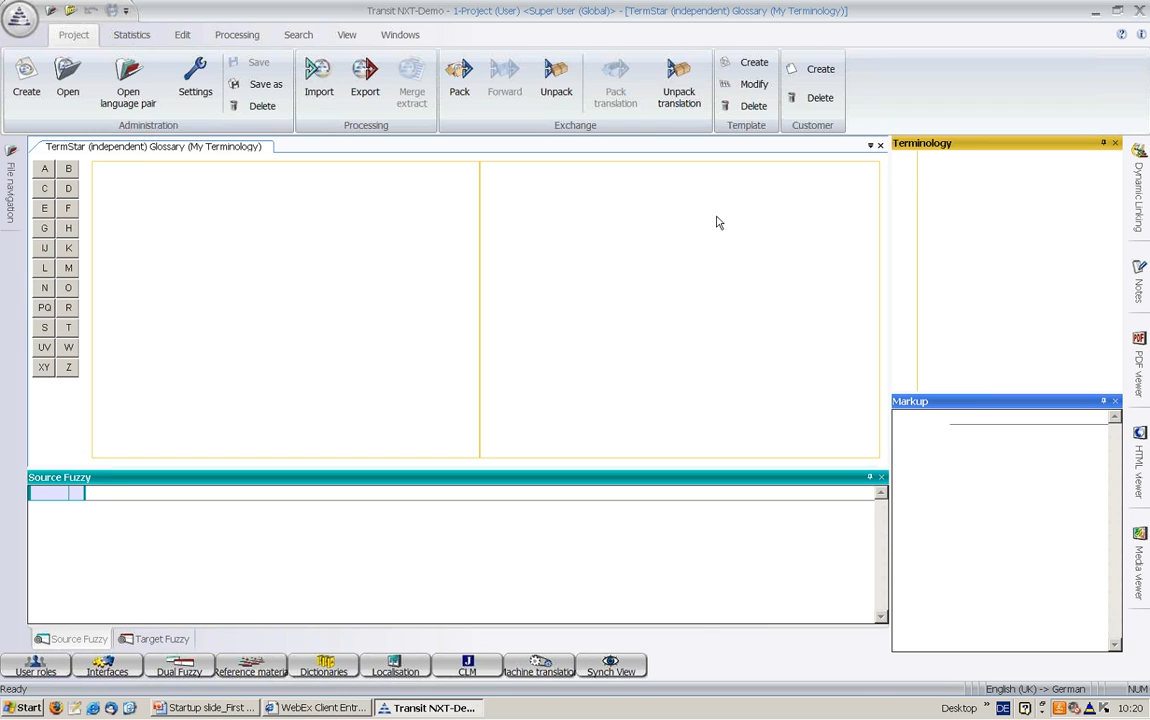 Transit NXT-Demo - 1-Project (User) <Super User (Global)> - [TermStar (independent) Glossary (My Terminology)]
Project Statistics Edit Processing Search View Windows
Create Open Open language pair Settings Save Save as Delete
Import Export Merge extract
Pack Forward Unpack Pack translation Unpack translation
Create Modify Delete
Create Delete
Administration Processing Exchange Template Customer
File navigation
TermStar (independent) Glossary (My Terminology)
A B
C D
E F
G H
IJ K
L M
N O
PQ R
S T
UV W
XY Z
Terminology
Markup
Dynamic Linking
Notes
PDF viewer
HTML viewer
Media viewer
Source Fuzzy
Source Fuzzy Target Fuzzy
User roles Interfaces Dual Fuzzy Reference materi Dictionaries Localisation CLM Machine translatio Synch View
Ready English (UK) -> German NUM
Start Startup slide_First ... WebEx Client Entr... Transit NXT-De... Desktop » DE 10:20